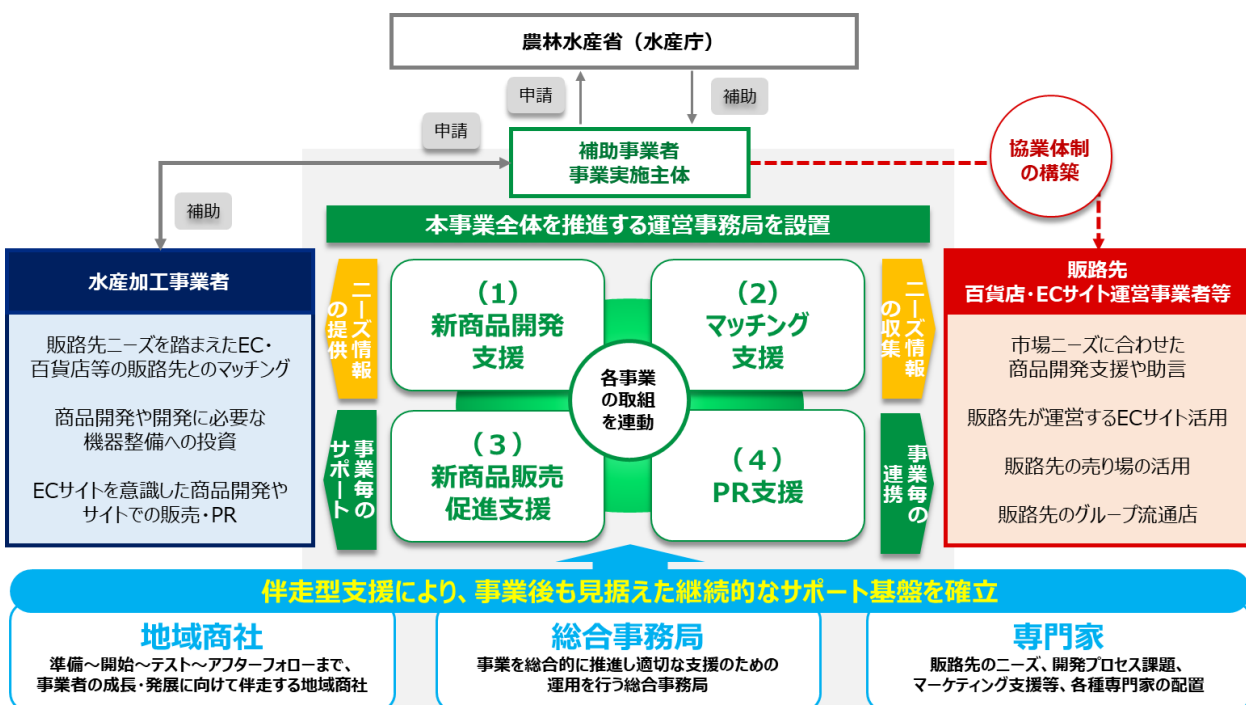 農林水産省（水産庁）
申請
補助
申請
補助事業者
事業実施主体
協業体制
の構築
補助
本事業全体を推進する運営事務局を設置
水産加工事業者
販路先ニーズを踏まえたEC・
百貨店等の販路先とのマッチング
商品開発や開発に必要な
機器整備への投資
ECサイトを意識した商品開発や
サイトでの販売・PR
ニーズ情報
の提供
事業毎の
サポート
（1）
新商品開発
支援
（2）
マッチング
支援
各事業
の取組
を連動
（3）
新商品販売
促進支援
（4）
PR支援
ニーズ情報
の収集
事業毎の
連携
販路先
百貨店・ECサイト運営事業者等
市場ニーズに合わせた
商品開発支援や助言
販路先が運営するECサイト活用
販路先の売り場の活用
販路先のグループ流通店
伴走型支援により、事業後も見据えた継続的なサポート基盤を確立
地域商社
準備～開始～テスト～アフターフォローまで、
事業者の成長・発展に向けて伴走する地域商社
総合事務局
事業を総合的に推進し適切な支援のための
運用を行う総合事務局
専門家
販路先のニーズ、開発プロセス課題、
マーケティング支援等、各種専門家の配置